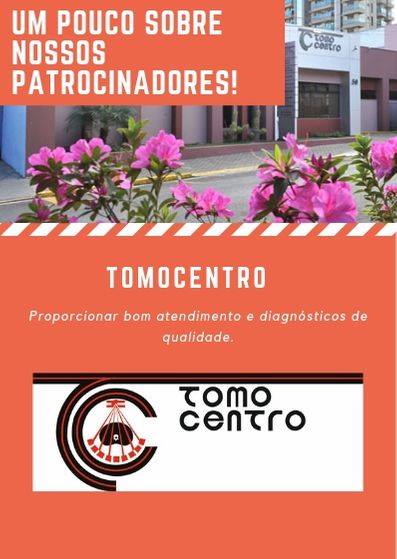 UM POUCO SOBRE
NOSSOS
PATROCINADORES!
tomo
centro
TOMOCENTRO
Proporcionar bom atendimento e diagnósticos de
qualidade.
tomo
centro